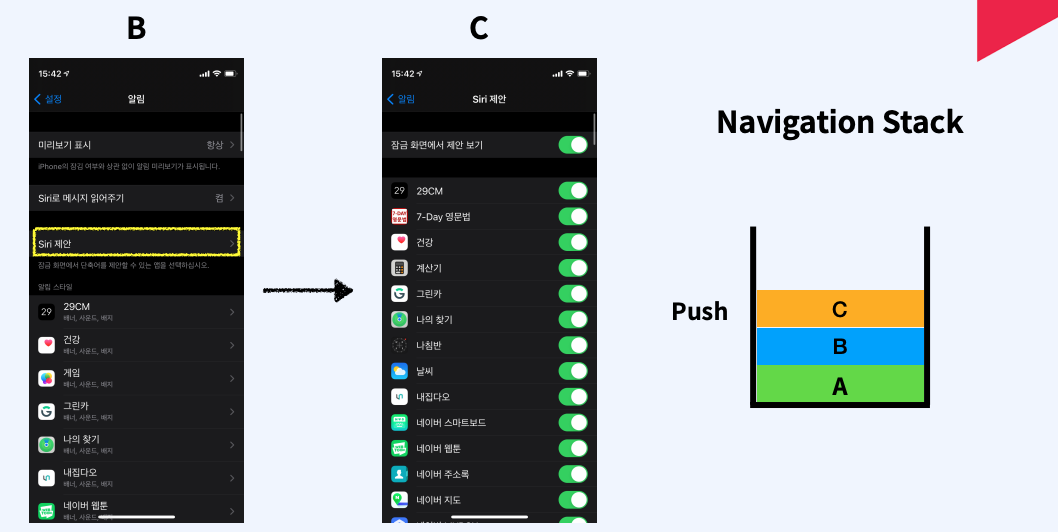 B
15:42
설정
알림
미리보기 표시
항상
iPhone의 잠김 여부와 상관 없이 알림 미리보기가 표시됩니다.
Siri로 메시지 읽어주기
켬
Siri 제안
잠금 화면에서 단축어를 제안할 수 있는 앱을 선택하십시오.
알림 스타일
29
29CM
배너, 사운드, 배지
건강
배너, 사운드, 배지
게임
배너, 사운드, 배지
그린카
배너, 사운드, 배지
나의 찾기
배너, 사운드, 배지
내집다오
배너, 사운드, 배지
네이버 웹툰
배너, 사운드, 배지
C
15:42
알림
Siri 제안
잠금 화면에서 제안 보기
29
29CM
7-DAY
영문법
7-Day 영문법
건강
계산기
그린카
나의 찾기
나침반
날씨
내집다오
네이버 스마트보드
네이버 웹툰
네이버 주소록
네이버 지도
Navigation Stack
Push
C
B
A